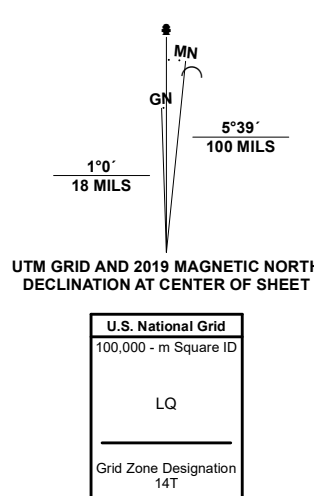 MN
GN
5°39´
100 MILS
1°0´
18 MILS
UTM GRID AND 2019 MAGNETIC NORTH
DECLINATION AT CENTER OF SHEET
U.S. National Grid
100,000 - m Square ID
LQ
Grid Zone Designation
14T